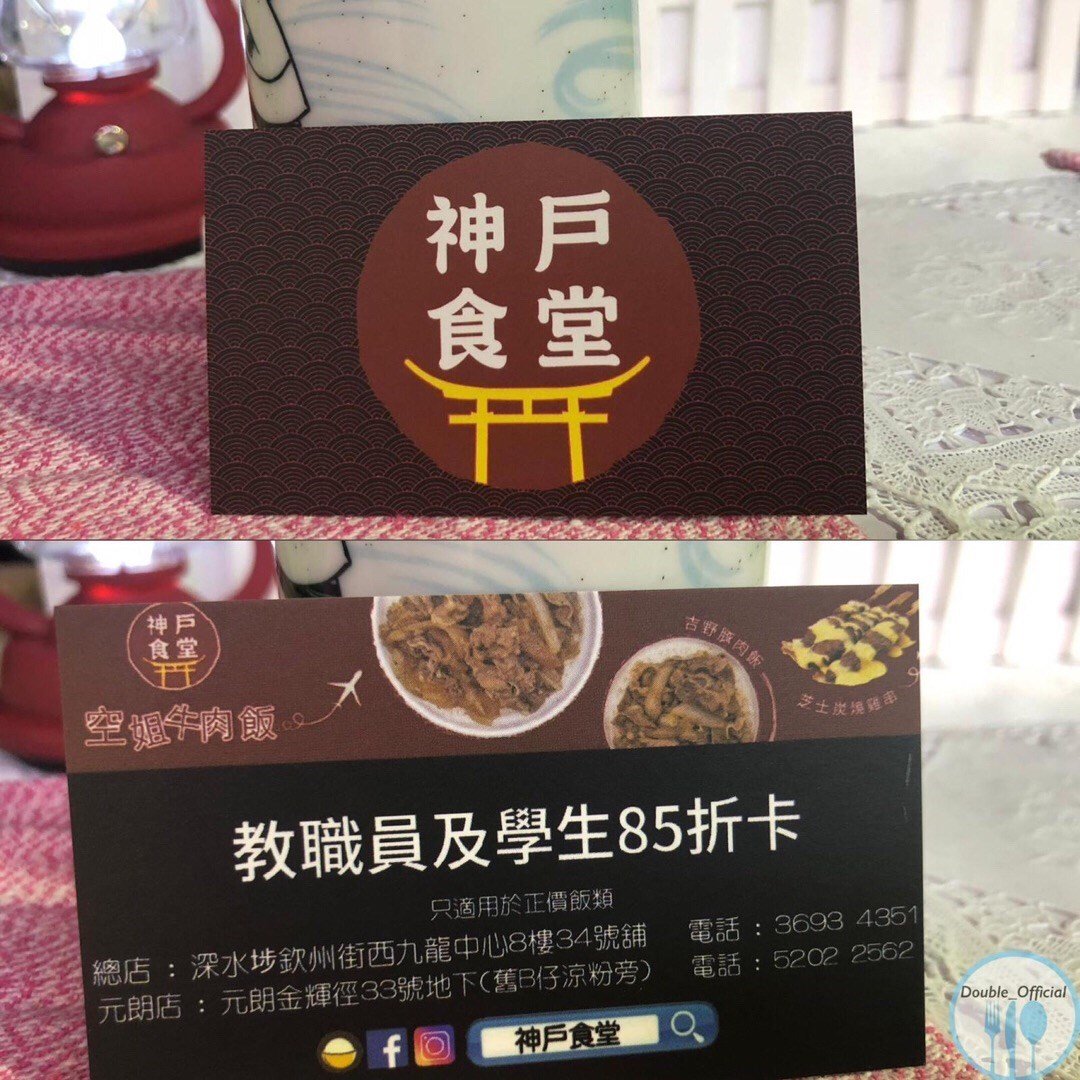 神戶
食堂
神戶
食堂
空姐牛肉飯
吉野豚肉飯
芝士炭燒雞串
教職員及學生85折卡
只適用於正價飯類
總店 : 深水埗欽州街西九龍中心8樓34號舖 電話 : 3693 4351
元朗店 : 元朗金輝徑33號地下(舊B仔涼粉旁) 電話 : 5202 2562
神戶食堂
Double_Official